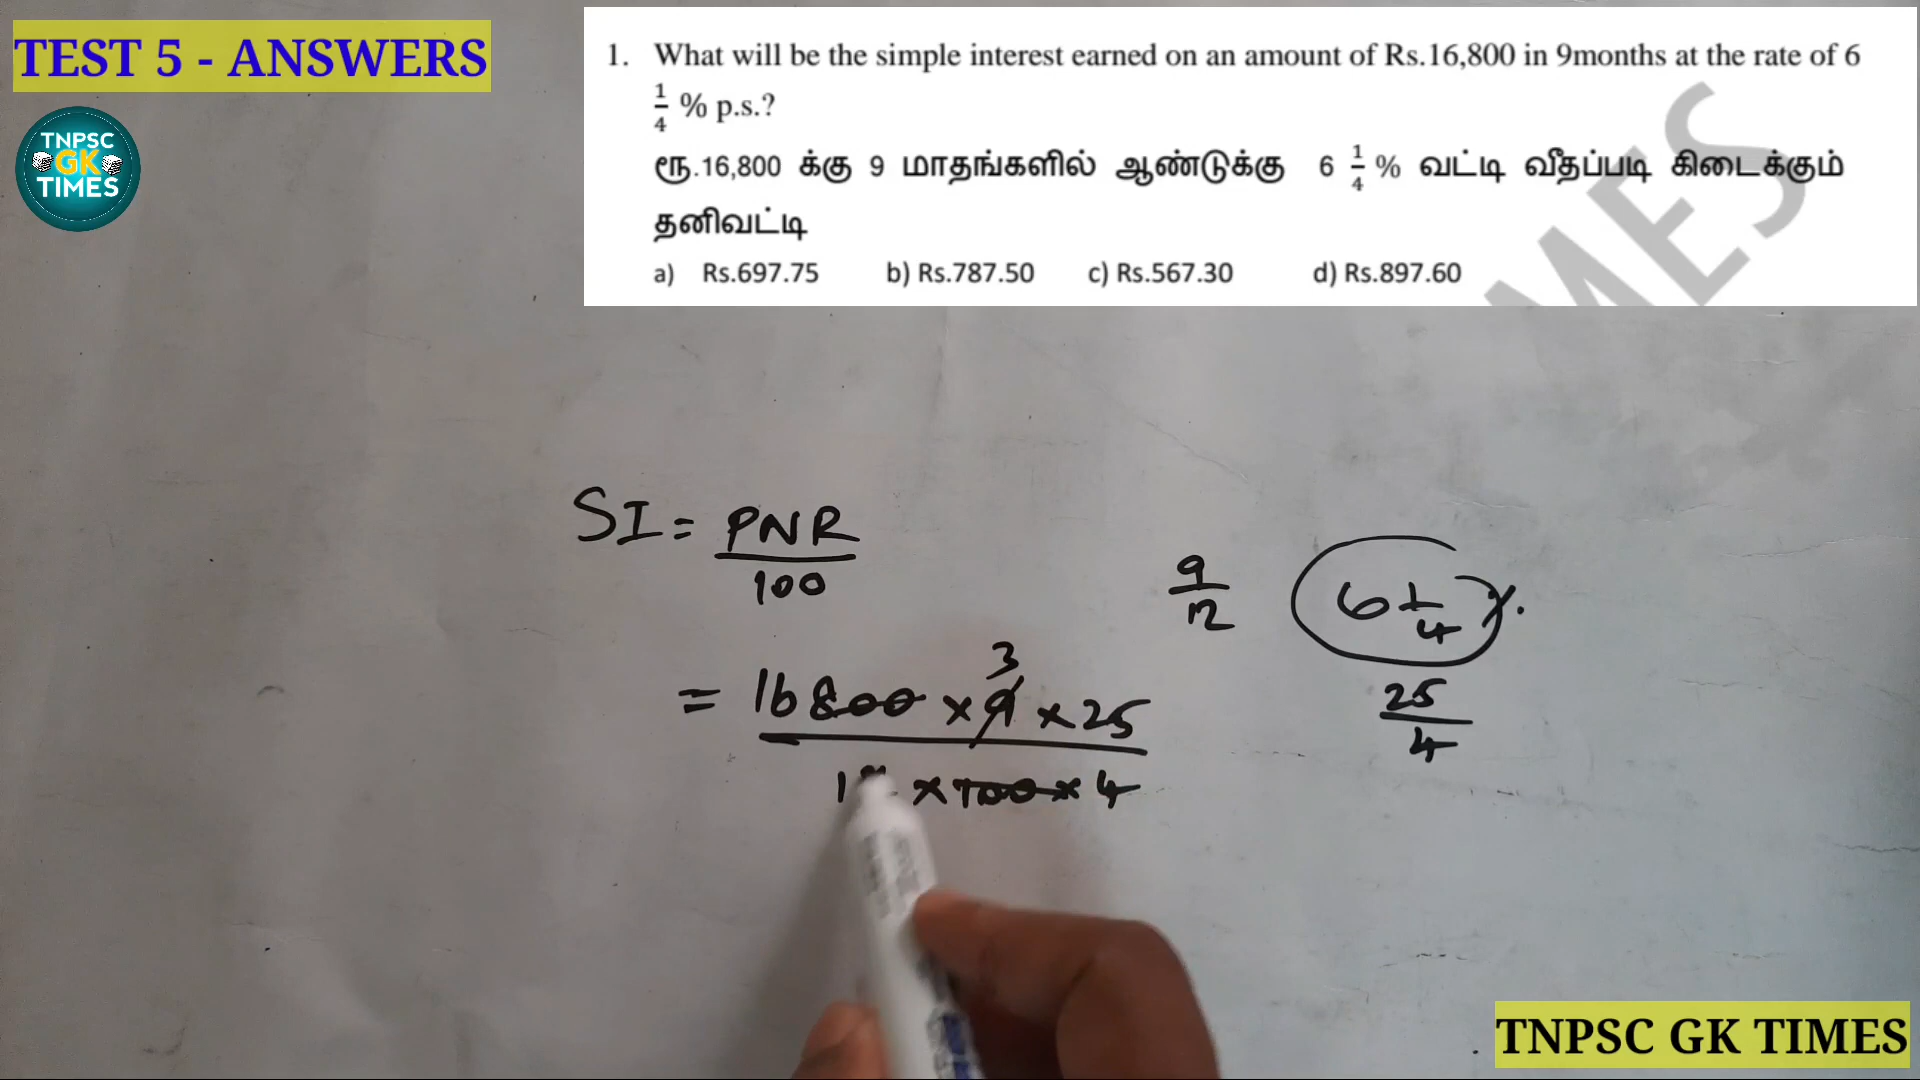 TEST 5 - ANSWERS
TNPSC
GK
TIMES
1. What will be the simple interest earned on an amount of Rs.16,800 in 9months at the rate of 6
1/4 % p.s.?
ரூ.16,800 க்கு 9 மாதங்களில் ஆண்டுக்கு 6 1/4 % வட்டி வீதப்படி கிடைக்கும்
தனிவட்டி
a) Rs.697.75 b) Rs.787.50 c) Rs.567.30 d) Rs.897.60
MES
SI = PNR
100
9/12 6 1/4 %.
3
= 16800 × 9 × 25
× 100 × 4
25
4
TNPSC GK TIMES